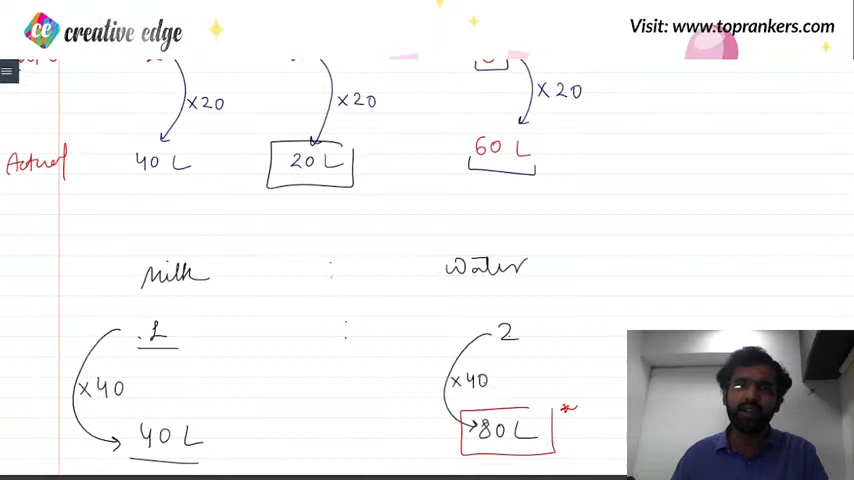 creative edge
Visit: www.toprankers.com
×20 ×20 ×20
Actual 40 L 20 L 60 L
Milk : water
1 : 2
×40 ×40
40 L 80 L *